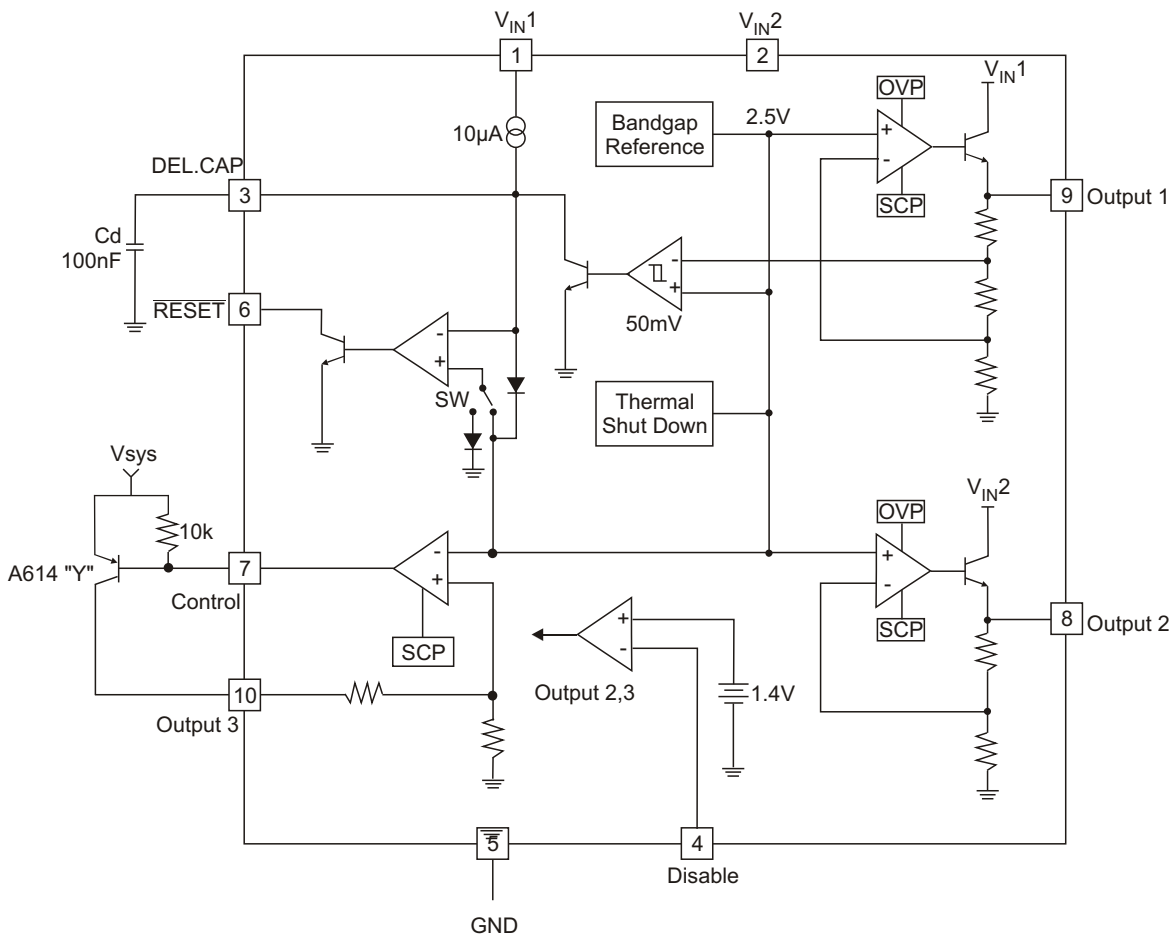 VIN1
VIN2
1
2
OVP
VIN1
Bandgap
Reference
2.5V
10µA
+
-
DEL.CAP
3
SCP
9
Output 1
Cd
100nF
-
+
50mV
RESET
6
-
+
SW
Thermal
Shut Down
Vsys
VIN2
10k
OVP
A614 "Y"
7
Control
-
+
+
-
SCP
8
Output 2
SCP
+
-
10
Output 3
Output 2,3
1.4V
5
4
Disable
GND